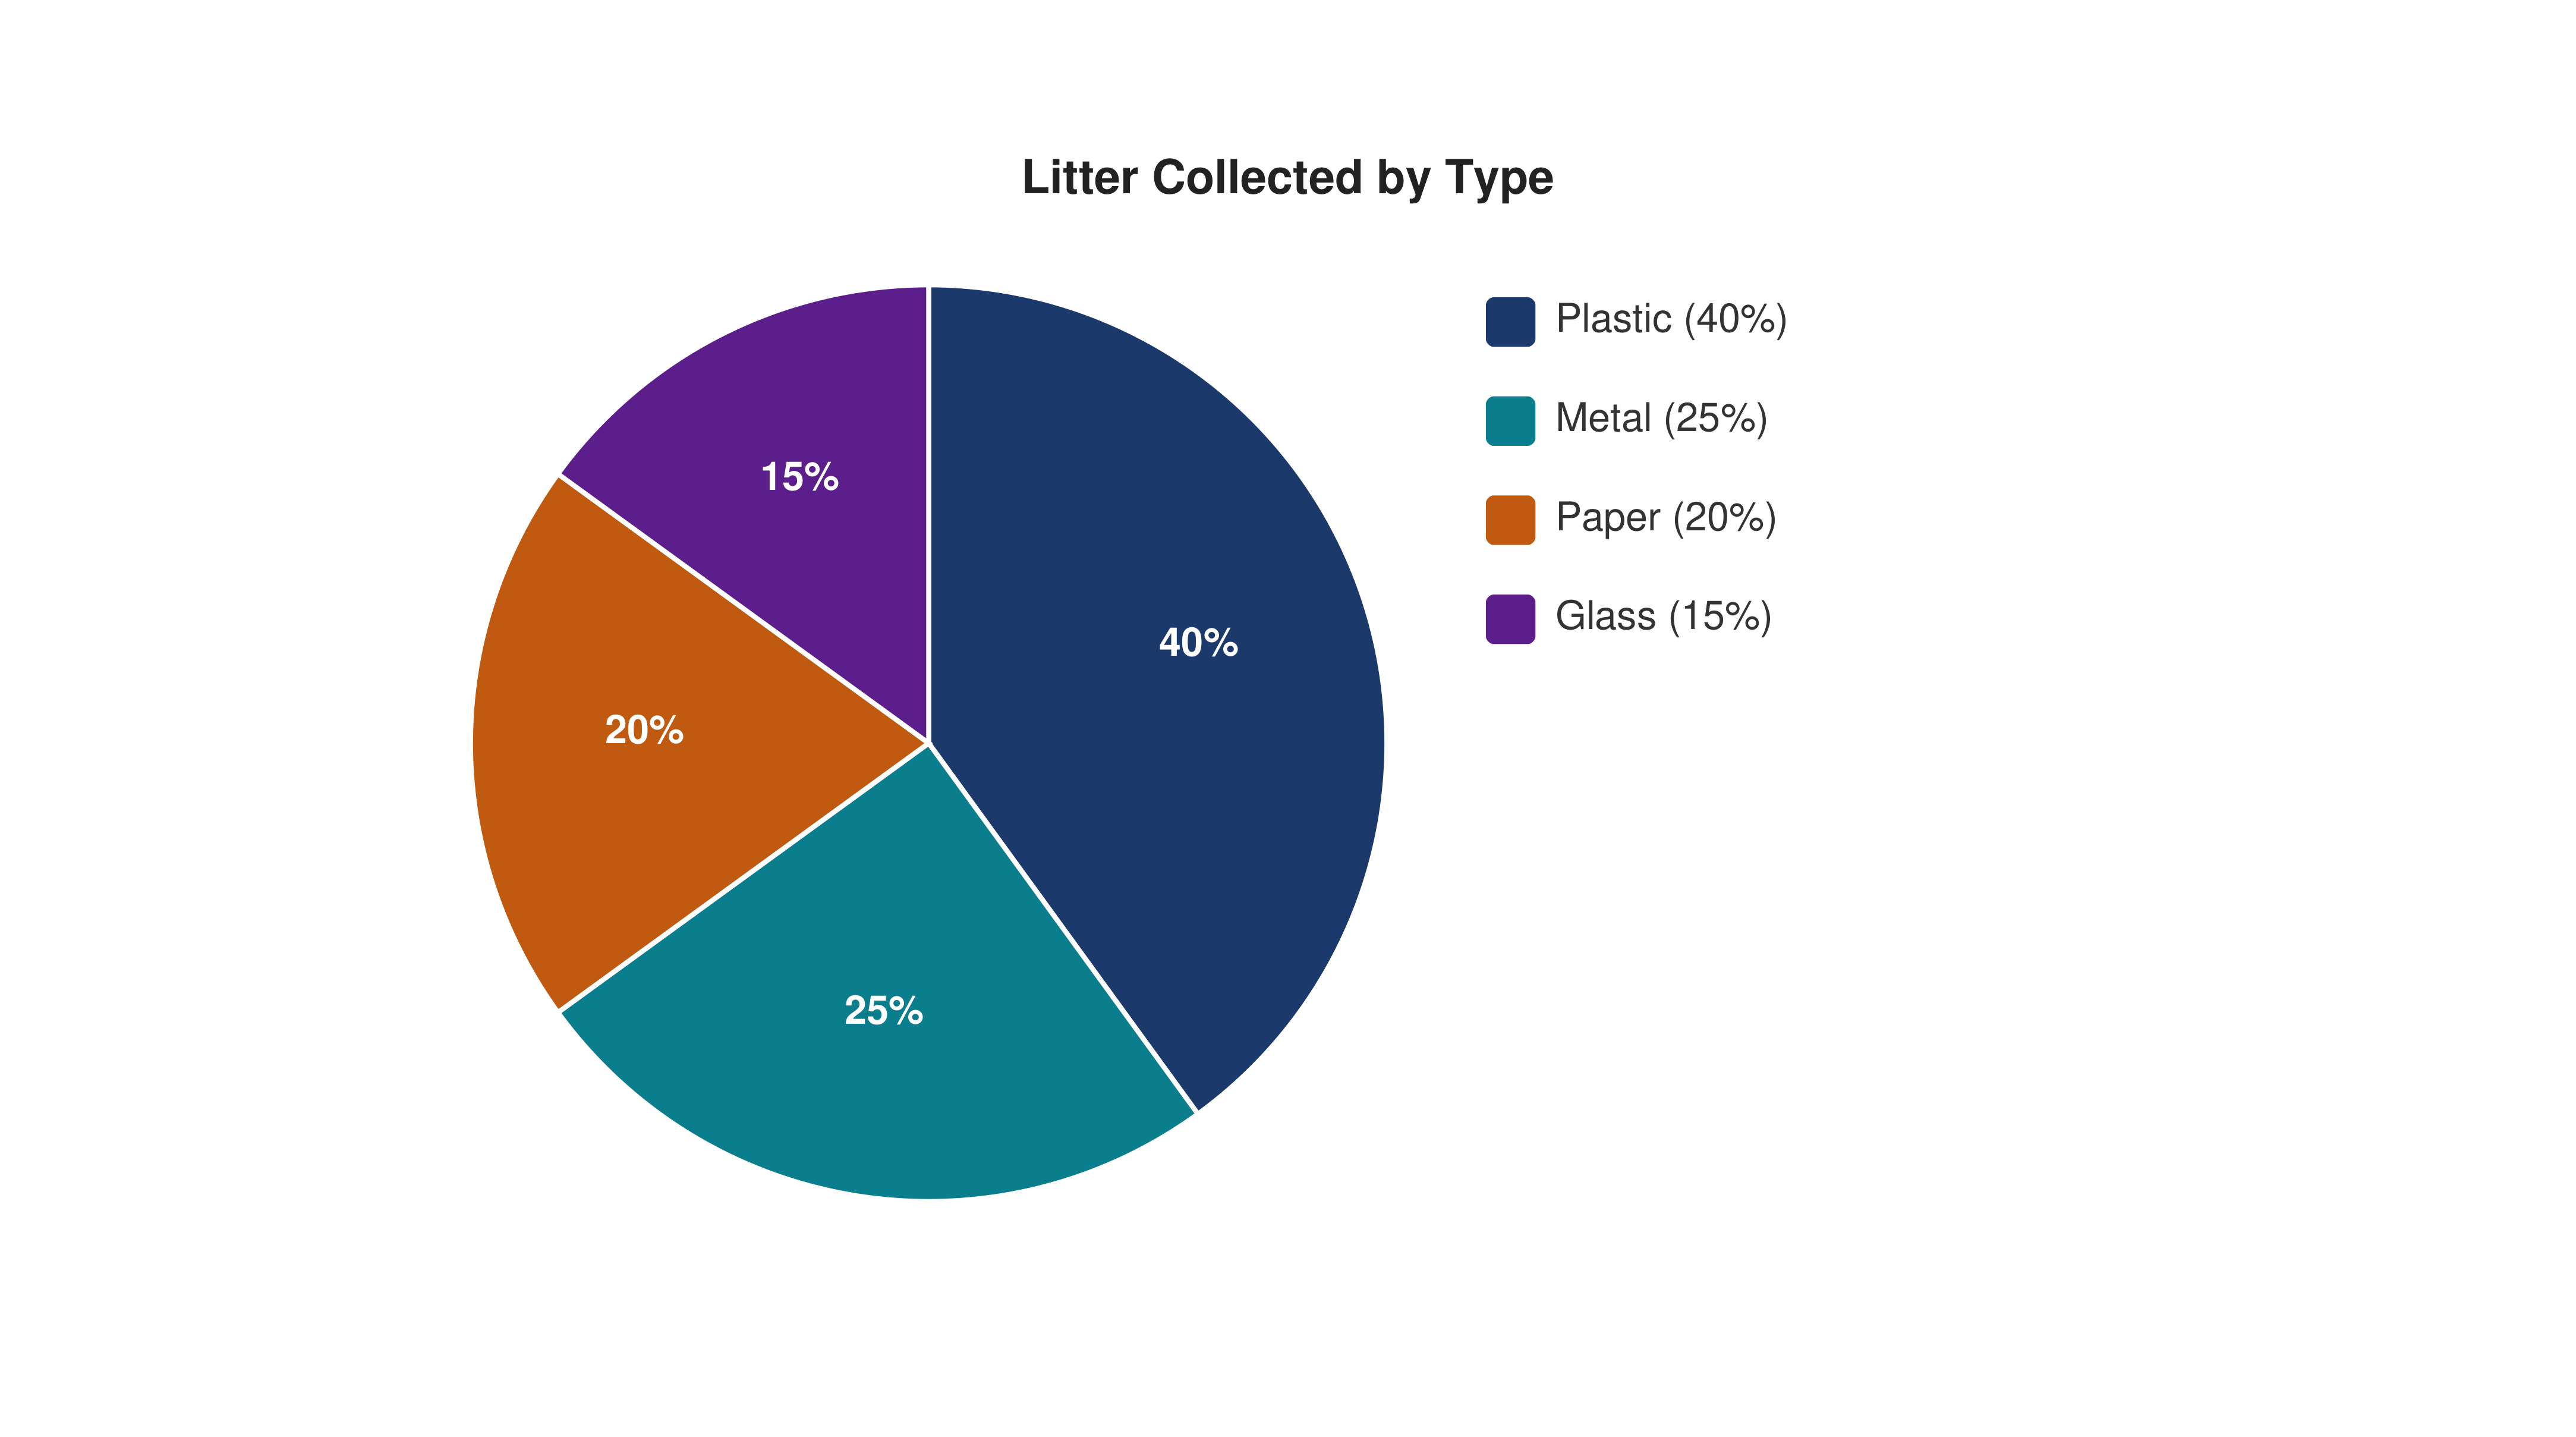 Litter Collected by Type
Plastic (40%)
Metal (25%)
Paper (20%)
Glass (15%)
15%
40%
20%
25%